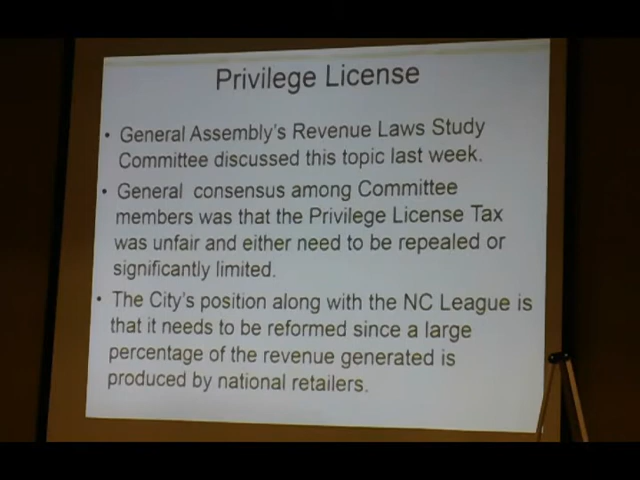 Privilege License
• General Assembly's Revenue Laws Study
Committee discussed this topic last week.
• General consensus among Committee
members was that the Privilege License Tax
was unfair and either need to be repealed or
significantly limited.
• The City's position along with the NC League is
that it needs to be reformed since a large
percentage of the revenue generated is
produced by national retailers.